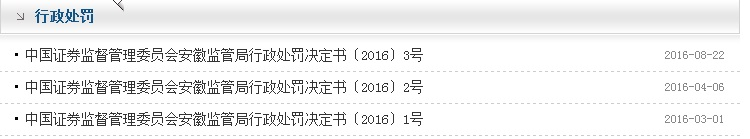 行政处罚
中国证券监督管理委员会安徽监管局行政处罚决定书〔2016〕3号 2016-08-22
中国证券监督管理委员会安徽监管局行政处罚决定书〔2016〕2号 2016-04-06
中国证券监督管理委员会安徽监管局行政处罚决定书〔2016〕1号 2016-03-01